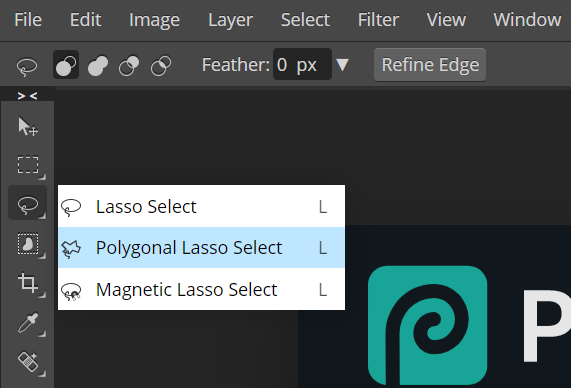 File Edit Image Layer Select Filter View Window
Feather: 0 px ▼ Refine Edge
> <
Lasso Select L
Polygonal Lasso Select L
Magnetic Lasso Select L
P